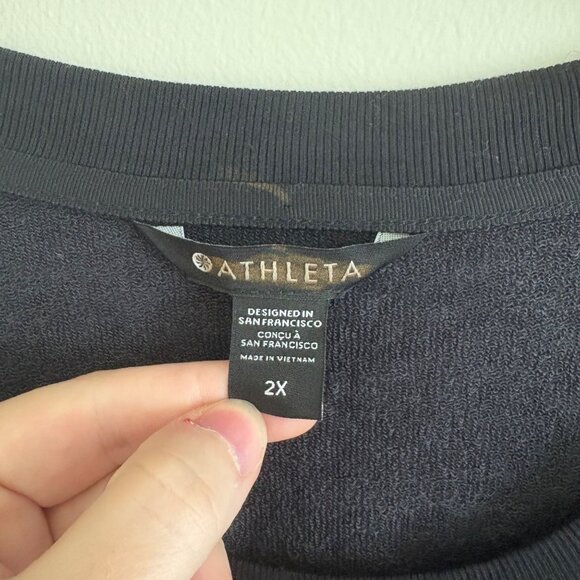 ATHLETA
DESIGNED IN
SAN FRANCISCO
CONÇU À
SAN FRANCISCO
MADE IN VIETNAM
2X